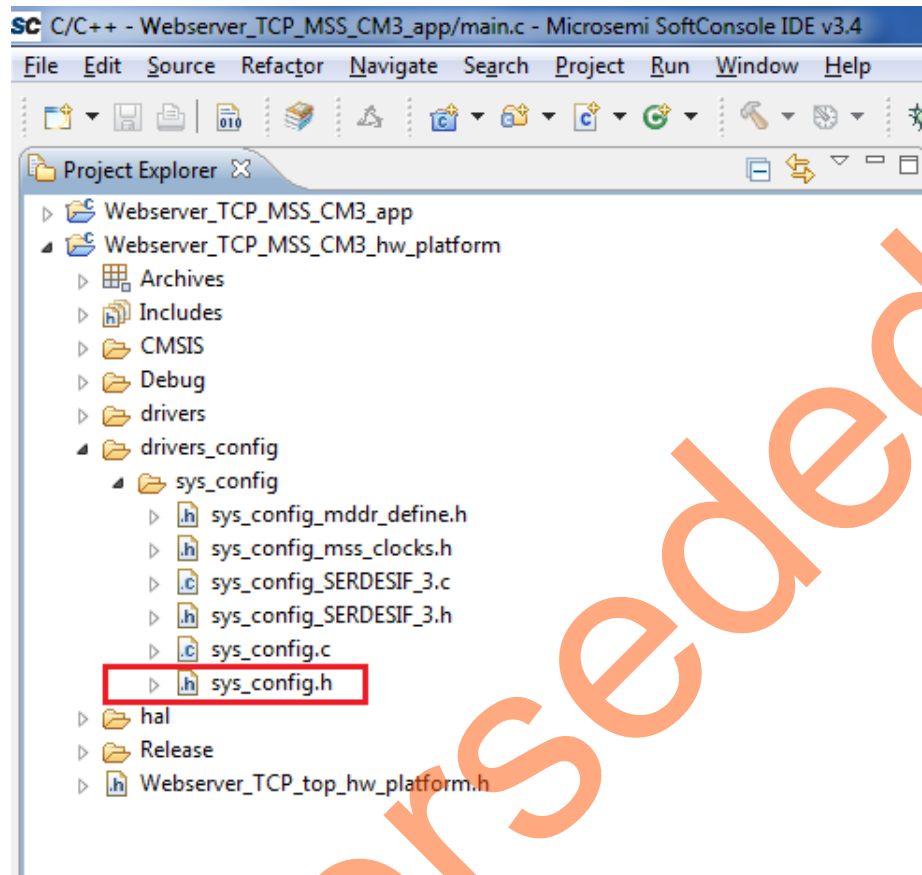 SC C/C++ - Webserver_TCP_MSS_CM3_app/main.c - Microsemi SoftConsole IDE v3.4
File Edit Source Refactor Navigate Search Project Run Window Help
010
Project Explorer
Webserver_TCP_MSS_CM3_app
Webserver_TCP_MSS_CM3_hw_platform
Archives
Includes
CMSIS
Debug
drivers
drivers_config
sys_config
.h sys_config_mddr_define.h
.h sys_config_mss_clocks.h
.c sys_config_SERDESIF_3.c
.h sys_config_SERDESIF_3.h
.c sys_config.c
.h sys_config.h
hal
Release
.h Webserver_TCP_top_hw_platform.h
erseded